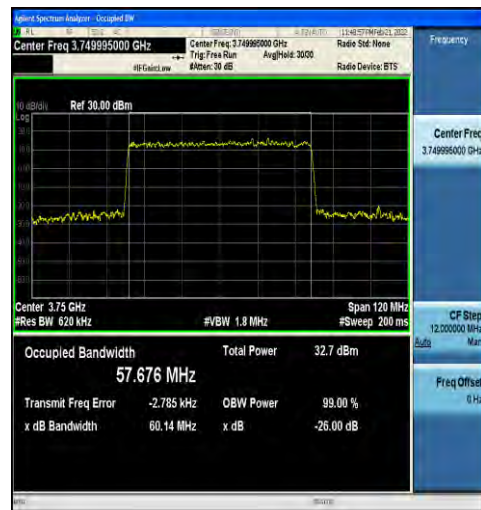 Agilent Spectrum Analyzer - Occupied BW
Center Freq 3.749995000 GHz
Center Freq: 3.749995000 GHz
Radio Std: None
Trig: Free Run
Avg|Hold: 30/30
#IFGain:Low
#Atten: 30 dB
Radio Device: BTS
10 dB/div
Ref 30.00 dBm
Log
Center 3.75 GHz
Span 120 MHz
#Res BW 620 kHz
#VBW 1.8 MHz
#Sweep 200 ms
Occupied Bandwidth
Total Power
32.7 dBm
57.676 MHz
Transmit Freq Error
-2.785 kHz
OBW Power
99.00 %
x dB Bandwidth
60.14 MHz
x dB
-26.00 dB
Frequency
Center Freq
3.749995000 GHz
CF Step
12.000000 MHz
Auto
Man
Freq Offset
0 Hz